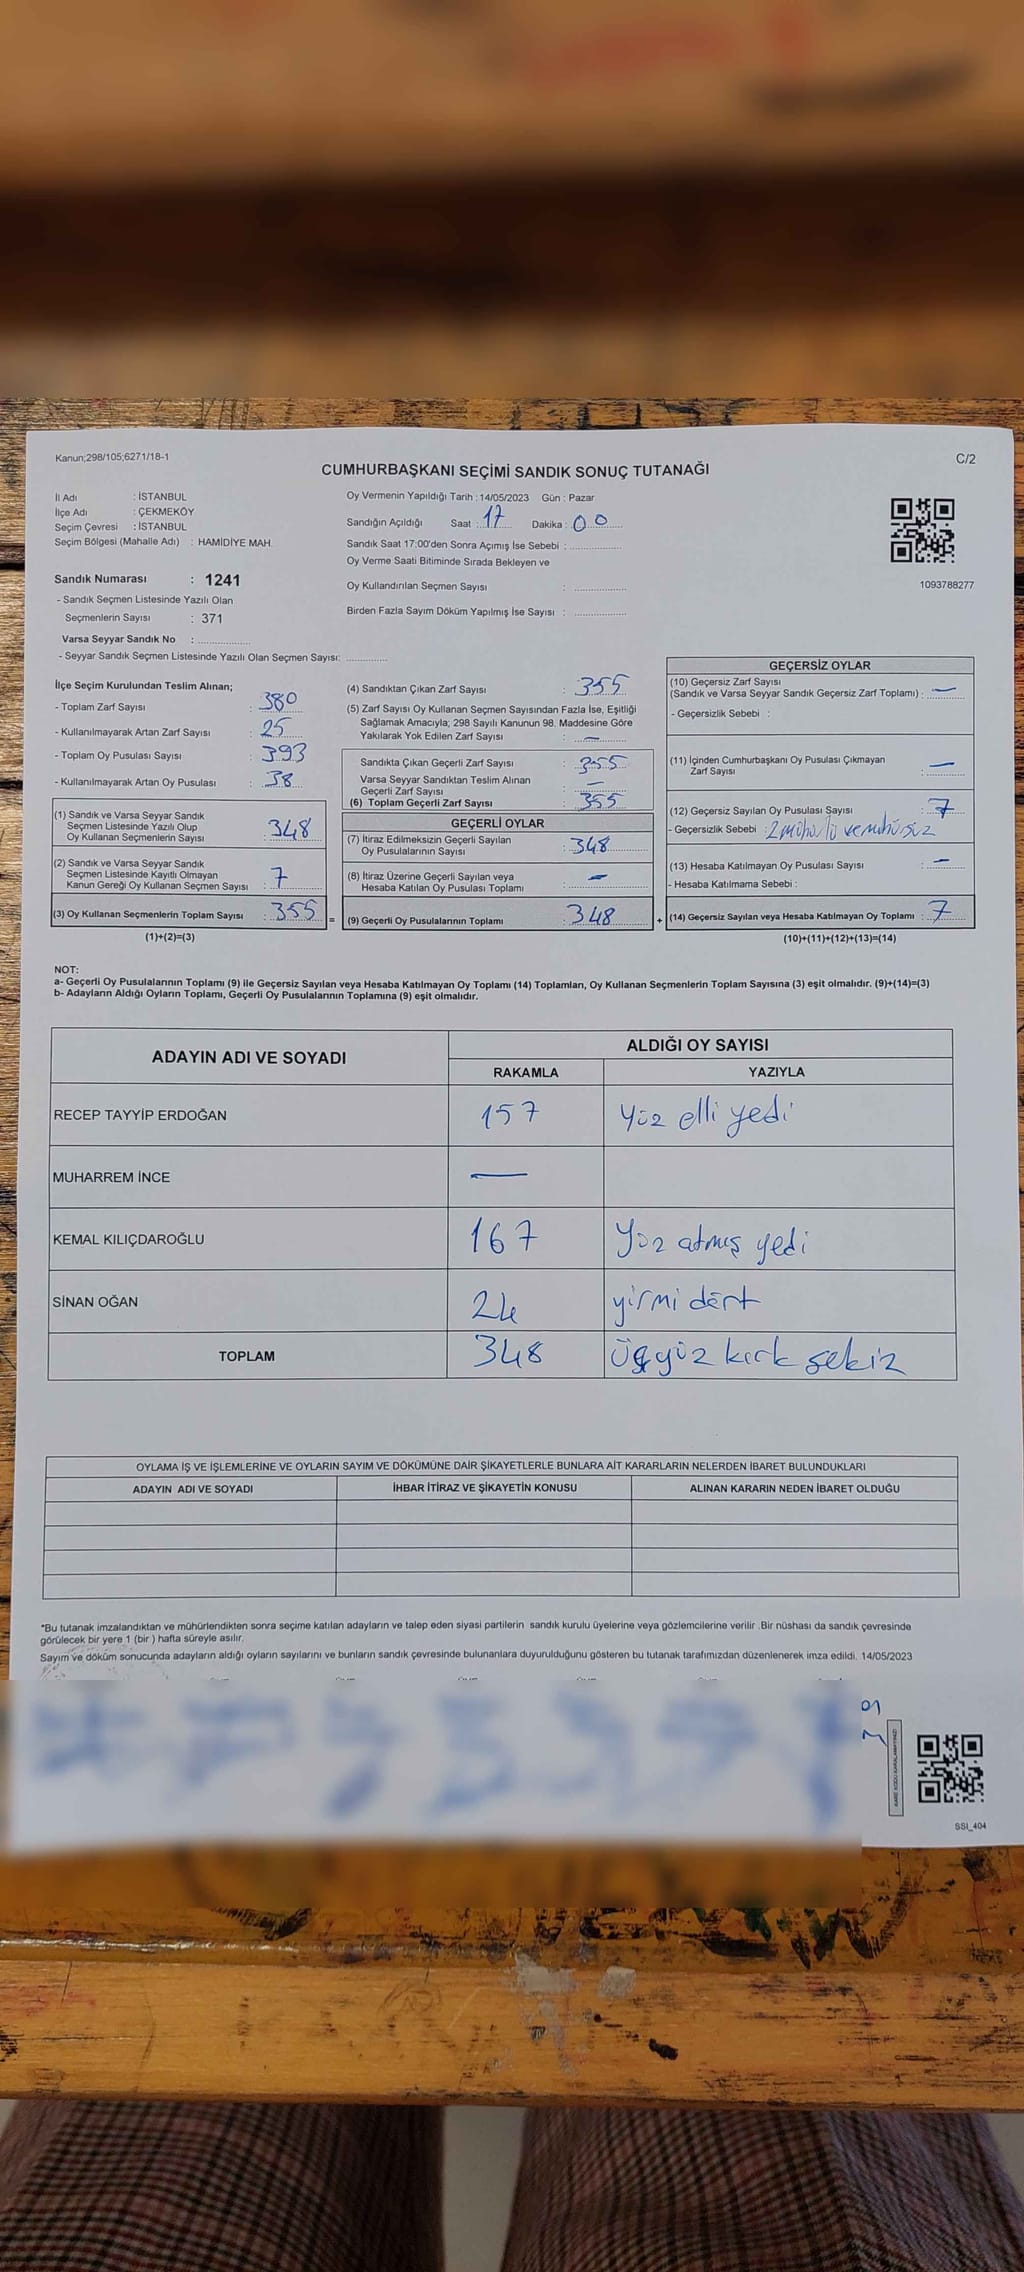 Kanun;298/105;6271/18-1
C/2
CUMHURBAŞKANI SEÇİMİ SANDIK SONUÇ TUTANAĞI
İl Adı : İSTANBUL
İlçe Adı : ÇEKMEKÖY
Seçim Çevresi : İSTANBUL
Seçim Bölgesi (Mahalle Adı) : HAMİDİYE MAH.
Sandık Numarası : 1241
- Sandık Seçmen Listesinde Yazılı Olan
Seçmenlerin Sayısı : 371
Varsa Seyyar Sandık No :
- Seyyar Sandık Seçmen Listesinde Yazılı Olan Seçmen Sayısı:
Oy Vermenin Yapıldığı Tarih : 14/05/2023 Gün : Pazar
Sandığın Açıldığı Saat : 17 Dakika : 00
Sandık Saat 17:00'den Sonra Açımış İse Sebebi :
Oy Verme Saati Bitiminde Sırada Bekleyen ve
Oy Kullandırılan Seçmen Sayısı :
Birden Fazla Sayım Döküm Yapılmış İse Sayısı :
1093788277
İlçe Seçim Kurulundan Teslim Alınan;
- Toplam Zarf Sayısı : 380
- Kullanılmayarak Artan Zarf Sayısı : 25
- Toplam Oy Pusulası Sayısı : 393
- Kullanılmayarak Artan Oy Pusulası : 38
(1) Sandık ve Varsa Seyyar Sandık
Seçmen Listesinde Yazılı Olup
Oy Kullanan Seçmenlerin Sayısı : 348
(2) Sandık ve Varsa Seyyar Sandık
Seçmen Listesinde Kayıtlı Olmayan
Kanun Gereği Oy Kullanan Seçmen Sayısı : 7
(3) Oy Kullanan Seçmenlerin Toplam Sayısı : 355 =
(1)+(2)=(3)
(4) Sandıktan Çıkan Zarf Sayısı : 355
(5) Zarf Sayısı Oy Kullanan Seçmen Sayısından Fazla İse, Eşitliği
Sağlamak Amacıyla; 298 Sayılı Kanunun 98. Maddesine Göre
Yakılarak Yok Edilen Zarf Sayısı : —
Sandıkta Çıkan Geçerli Zarf Sayısı : 355
Varsa Seyyar Sandıktan Teslim Alınan
Geçerli Zarf Sayısı : —
(6) Toplam Geçerli Zarf Sayısı : 355
GEÇERLİ OYLAR
(7) İtiraz Edilmeksizin Geçerli Sayılan
Oy Pusulalarının Sayısı : 348
(8) İtiraz Üzerine Geçerli Sayılan veya
Hesaba Katılan Oy Pusulası Toplamı : —
(9) Geçerli Oy Pusulalarının Toplamı : 348 +
GEÇERSİZ OYLAR
(10) Geçersiz Zarf Sayısı
(Sandık ve Varsa Seyyar Sandık Geçersiz Zarf Toplamı) : —
- Geçersizlik Sebebi :
(11) İçinden Cumhurbaşkanı Oy Pusulası Çıkmayan
Zarf Sayısı : —
(12) Geçersiz Sayılan Oy Pusulası Sayısı : 7
- Geçersizlik Sebebi : 2 mühürlü ve mühürsüz
(13) Hesaba Katılmayan Oy Pusulası Sayısı : —
- Hesaba Katılmama Sebebi :
(14) Geçersiz Sayılan veya Hesaba Katılmayan Oy Toplamı : 7
(10)+(11)+(12)+(13)=(14)
NOT:
a- Geçerli Oy Pusulalarının Toplamı (9) ile Geçersiz Sayılan veya Hesaba Katılmayan Oy Toplamı (14) Toplamları, Oy Kullanan Seçmenlerin Toplam Sayısına (3) eşit olmalıdır. (9)+(14)=(3)
b- Adayların Aldığı Oyların Toplamı, Geçerli Oy Pusulalarının Toplamına (9) eşit olmalıdır.
ADAYIN ADI VE SOYADI
ALDIĞI OY SAYISI
RAKAMLA YAZIYLA
RECEP TAYYİP ERDOĞAN 157 Yüz elli yedi
MUHARREM İNCE —
KEMAL KILIÇDAROĞLU 167 Yüz atmış yedi
SİNAN OĞAN 24 yirmi dört
TOPLAM 348 Üçyüz kırk sekiz
OYLAMA İŞ VE İŞLEMLERİNE VE OYLARIN SAYIM VE DÖKÜMÜNE DAİR ŞİKAYETLERLE BUNLARA AİT KARARLARIN NELERDEN İBARET BULUNDUKLARI
ADAYIN ADI VE SOYADI İHBAR İTİRAZ VE ŞİKAYETİN KONUSU ALINAN KARARIN NEDEN İBARET OLDUĞU
*Bu tutanak imzalandıktan ve mühürlendikten sonra seçime katılan adayların ve talep eden siyasi partilerin sandık kurulu üyelerine veya gözlemcilerine verilir .Bir nüshası da sandık çevresinde
görülecek bir yere 1 (bir ) hafta süreyle asılır.
Sayım ve döküm sonucunda adayların aldığı oyların sayılarını ve bunların sandık çevresinde bulunanlara duyurulduğunu gösteren bu tutanak tarafımızdan düzenlenerek imza edildi. 14/05/2023
SSI_404